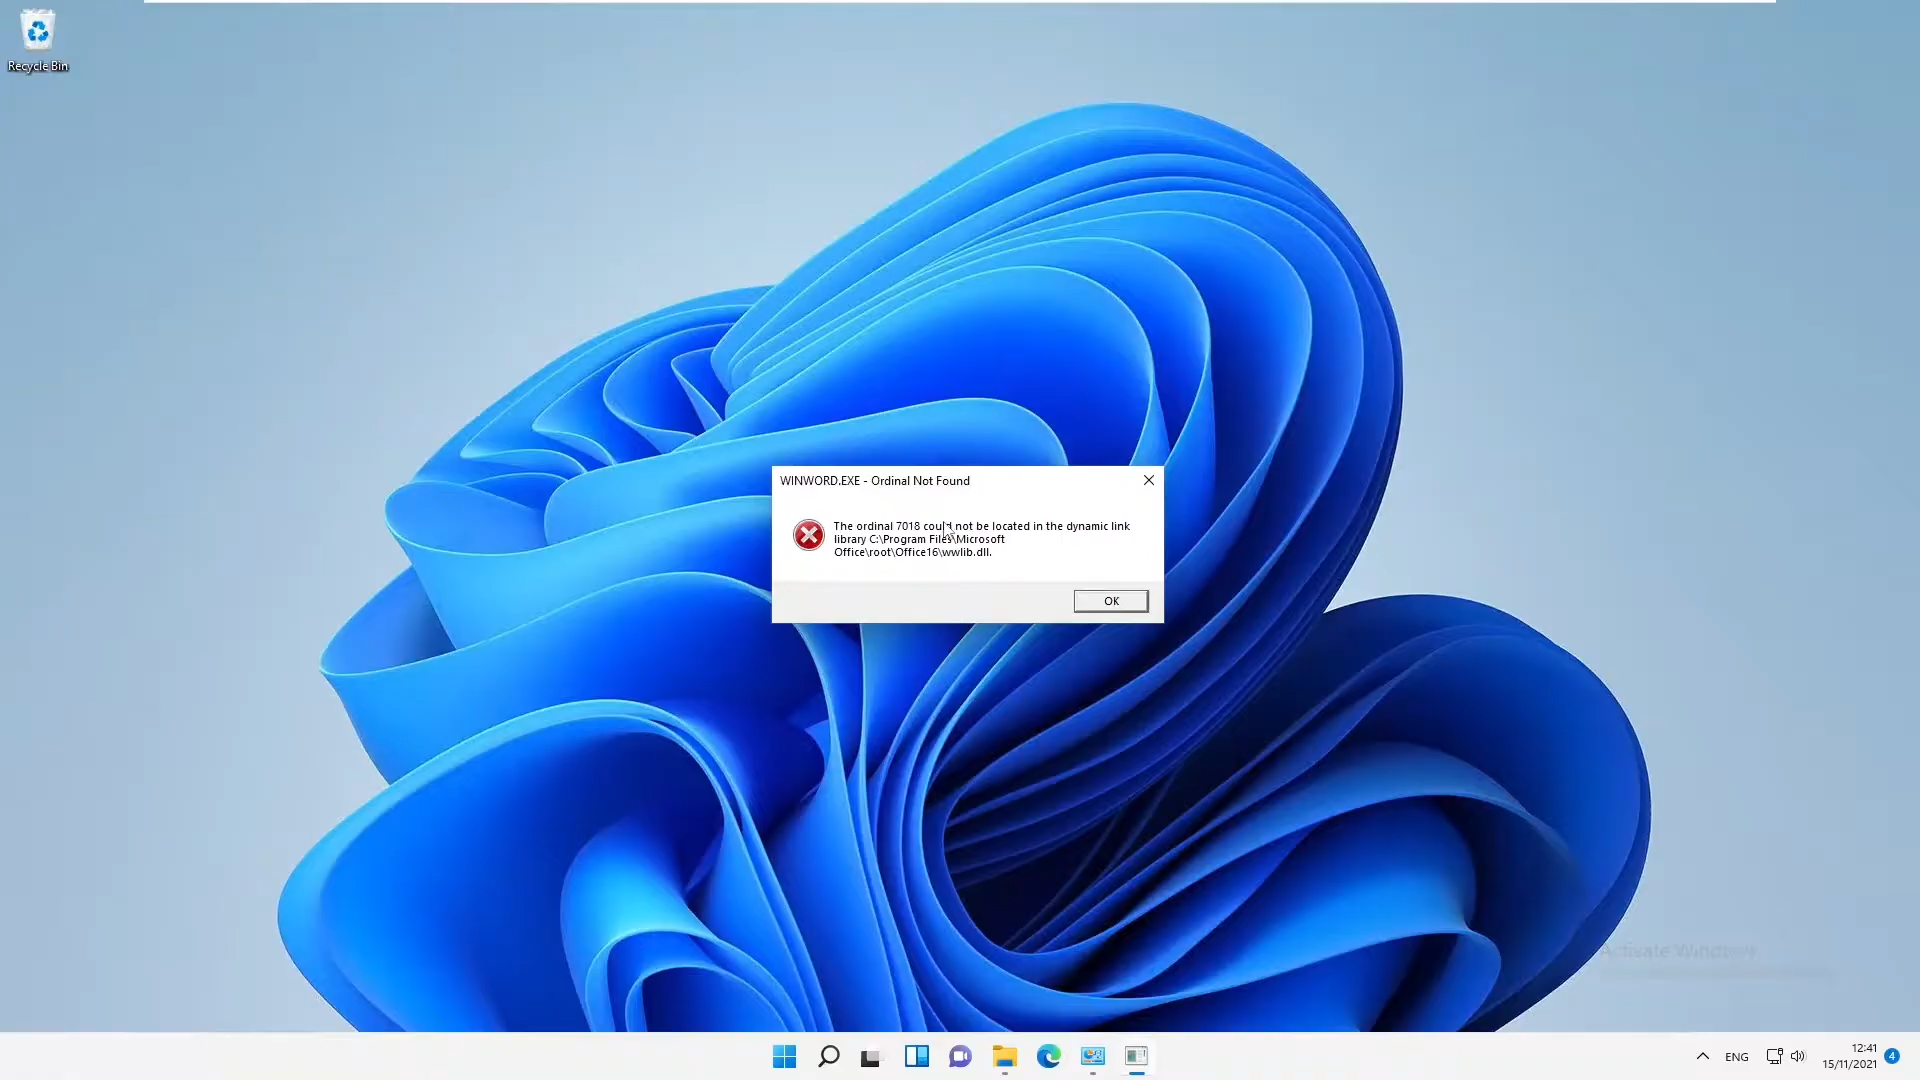 Recycle Bin
WINWORD.EXE - Ordinal Not Found
The ordinal 7018 could not be located in the dynamic link
library C:\Program Files\Microsoft
Office\root\Office16\wwlib.dll.
OK
Activate Windows
ENG
12:41
15/11/2021
4